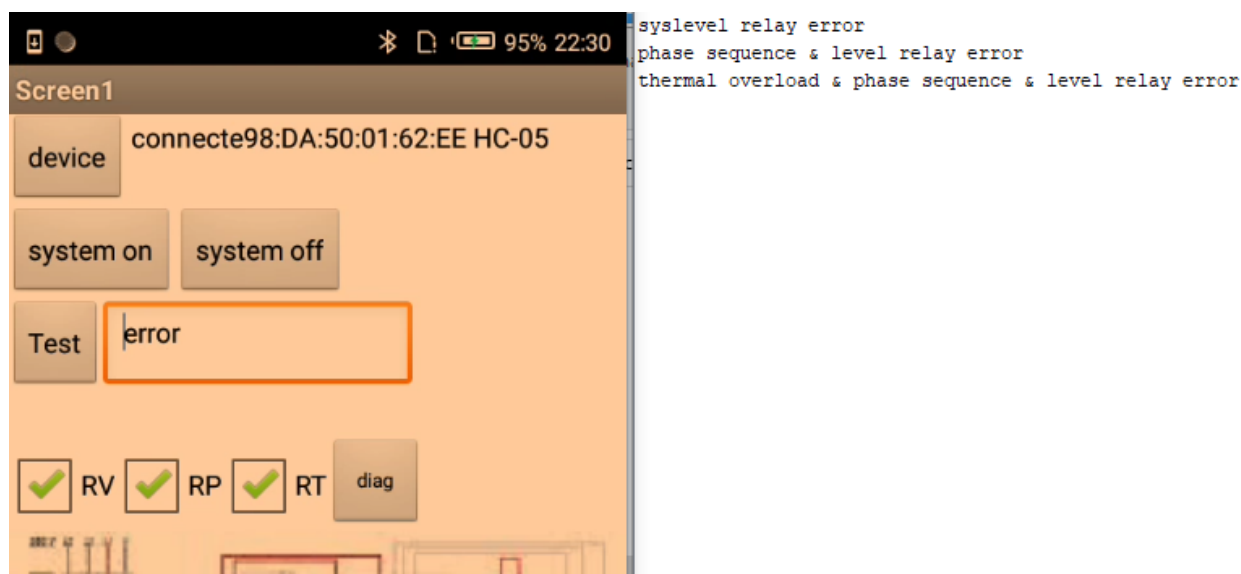 95% 22:30
Screen1
device
connecte98:DA:50:01:62:EE HC-05
system on
system off
Test
error
RV
RP
RT
diag
syslevel relay error
phase sequence & level relay error
thermal overload & phase sequence & level relay error